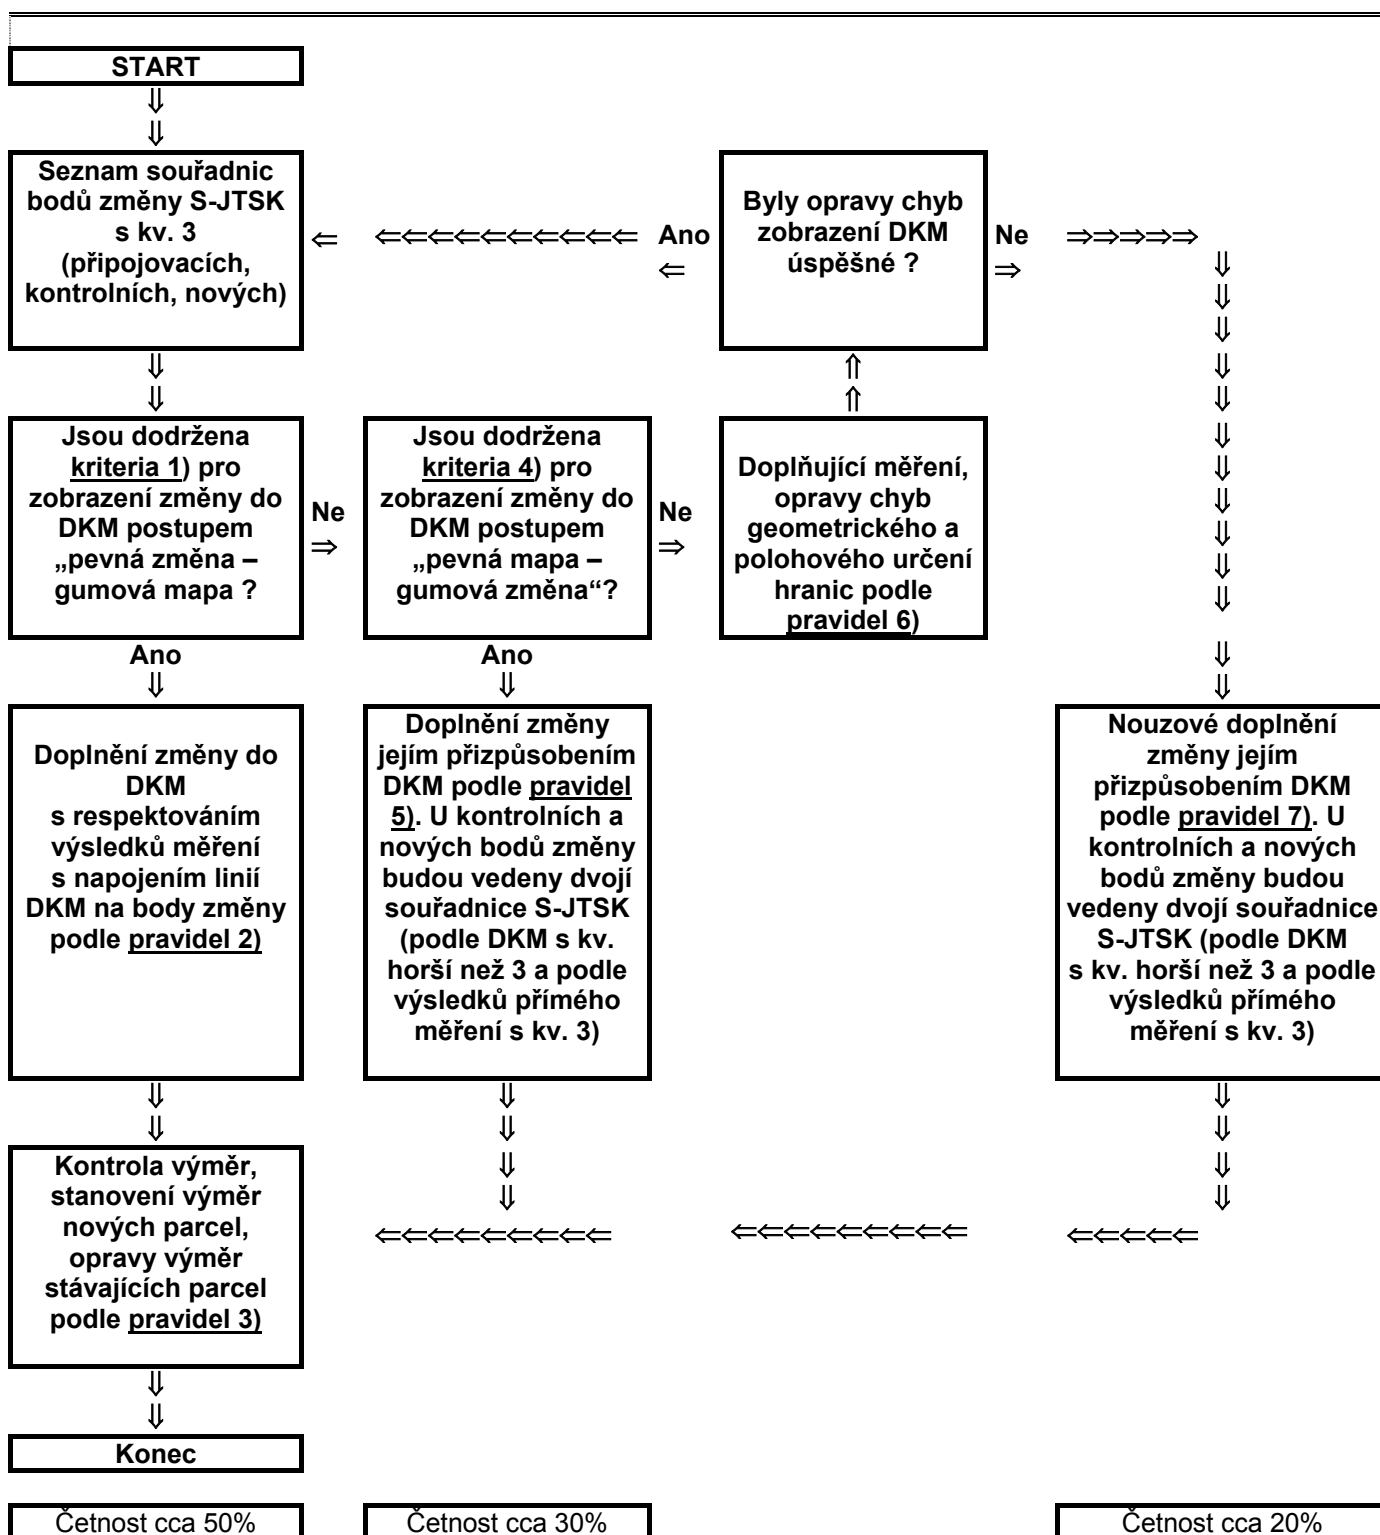 START
Seznam souřadnic
bodů změny S-JTSK
s kv. 3
(připojovacích,
kontrolních, nových)
⇐ ⇐⇐⇐⇐⇐⇐⇐⇐⇐⇐ Ano
⇐
Byly opravy chyb
zobrazení DKM
úspěšné ?
Ne ⇒⇒⇒⇒⇒
⇒
Jsou dodržena
kriteria 1) pro
zobrazení změny do
DKM postupem
„pevná změna –
gumová mapa ?
Ne
⇒
Jsou dodržena
kriteria 4) pro
zobrazení změny do
DKM postupem
„pevná mapa –
gumová změna“?
Ne
⇒
Doplňující měření,
opravy chyb
geometrického a
polohového určení
hranic podle
pravidel 6)
Ano
Ano
Doplnění změny do
DKM
s respektováním
výsledků měření
s napojením linií
DKM na body změny
podle pravidel 2)
Doplnění změny
jejím přizpůsobením
DKM podle pravidel
5). U kontrolních a
nových bodů změny
budou vedeny dvojí
souřadnice S-JTSK
(podle DKM s kv.
horší než 3 a podle
výsledků přímého
měření s kv. 3)
Nouzové doplnění
změny jejím
přizpůsobením DKM
podle pravidel 7). U
kontrolních a nových
bodů změny budou
vedeny dvojí souřadnice
S-JTSK (podle DKM
s kv. horší než 3 a podle
výsledků přímého
měření s kv. 3)
Kontrola výměr,
stanovení výměr
nových parcel,
opravy výměr
stávajících parcel
podle pravidel 3)
Konec
Četnost cca 50%
Četnost cca 30%
Četnost cca 20%